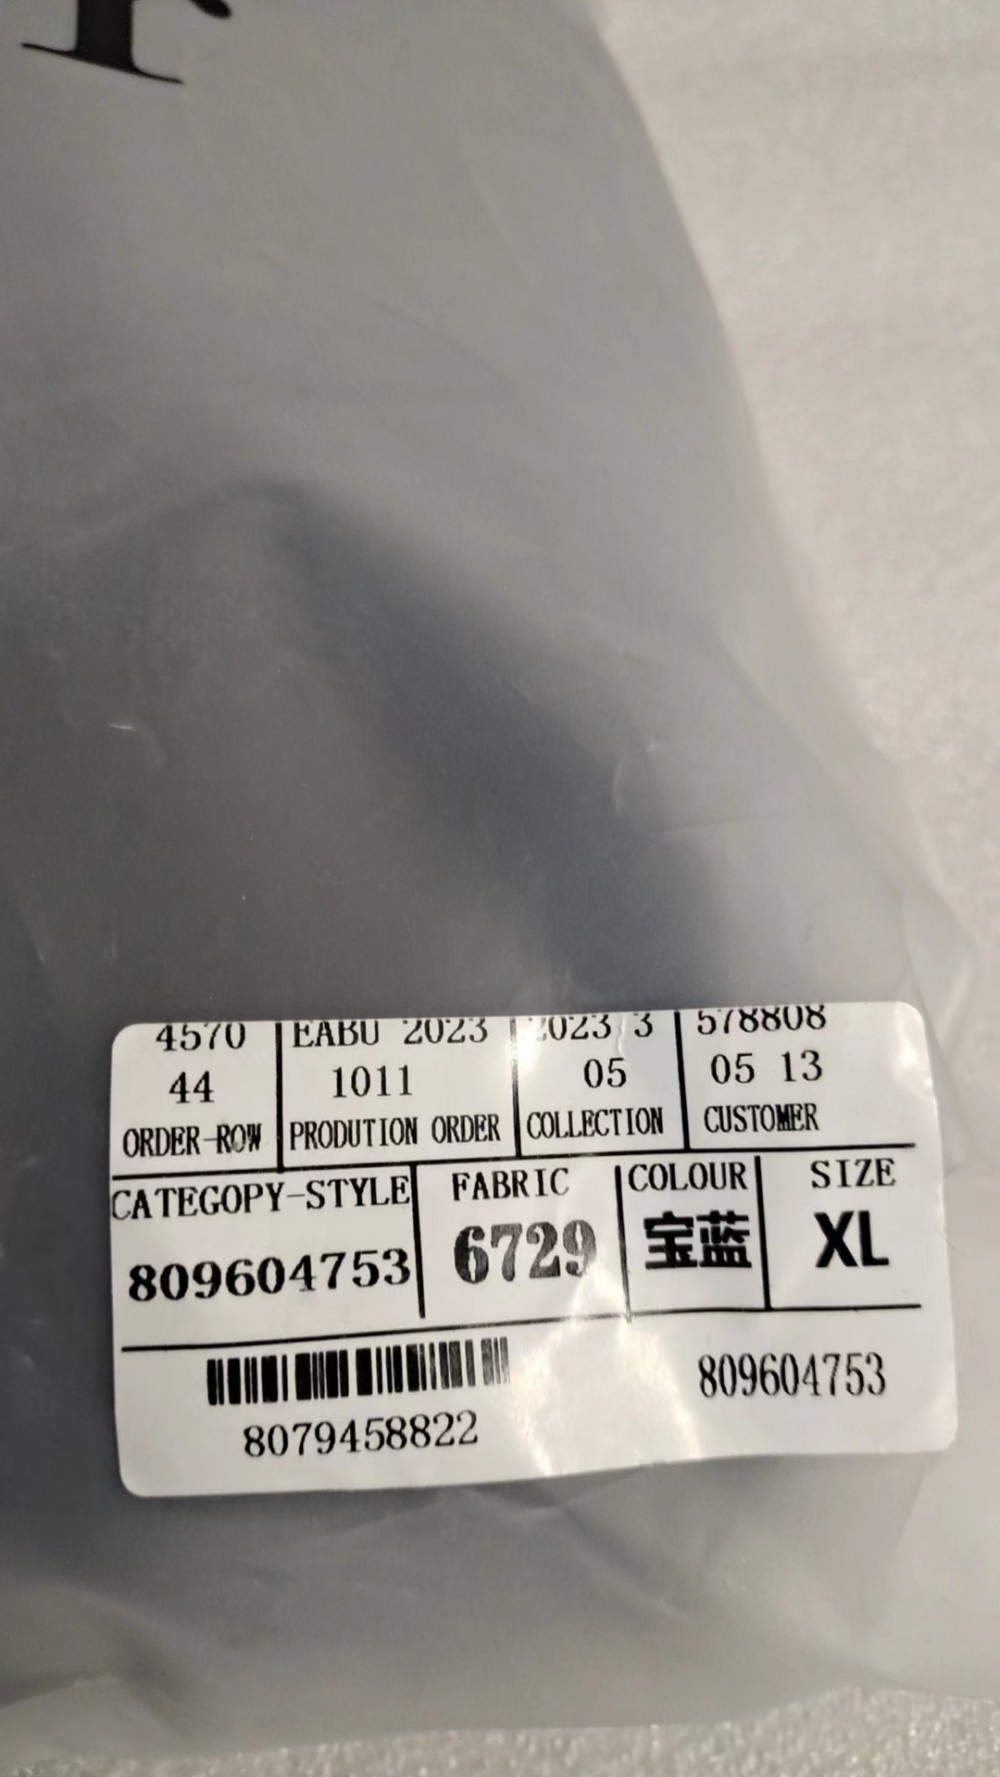 4570 EABU 2023 2023 3 578808
44 1011 05 05 13
ORDER-ROW PRODUTION ORDER COLLECTION CUSTOMER
CATEGOPY-STYLE FABRIC COLOUR SIZE
809604753 6729 宝蓝 XL
809604753
8079458822